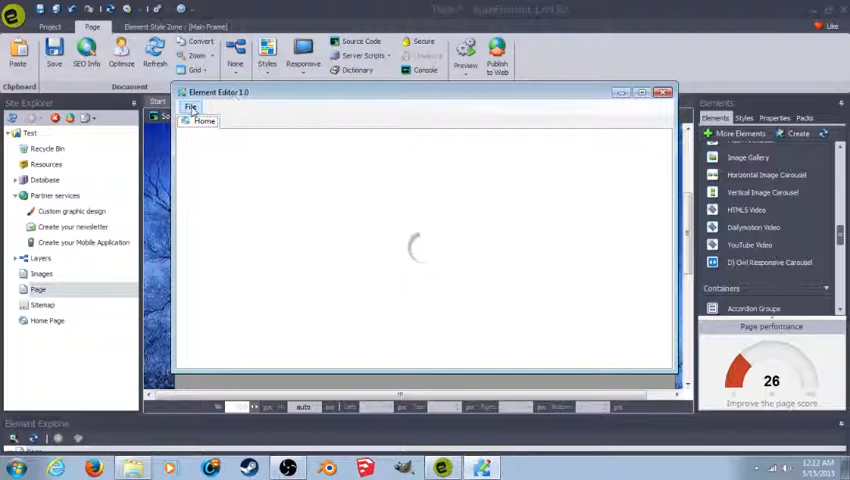 Project
Page
Element Style Zone
[Main Frame]
Like
Paste
Save
SEO Info
Optimize
Refresh
Convert
Zoom
Grid
None
Styles
Responsive
Source Code
Server Scripts
Dictionary
Secure
Console
Preview
Publish
to Web
Clipboard
Document
Site Explorer
Test
Recycle Bin
Resources
Database
Partner services
Custom graphic design
Create your newsletter
Create your Mobile Application
Layers
Images
Page
Sitemap
Home Page
Start
Element Editor 1.0
File
Home
auto
px
Elements
Elements
Styles
Properties
Packs
More Elements
Create
Image Gallery
Horizontal Image Carousel
Vertical Image Carousel
HTML5 Video
Dailymotion Video
YouTube Video
D) Owl Responsive Carousel
Containers
Accordion Groups
Page performance
26
Improve the page score
Element Explorer
12:12 AM
5/15/2015